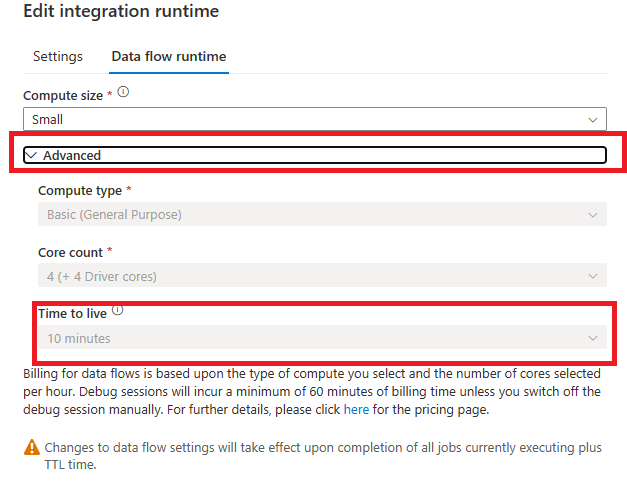 Edit integration runtime
Settings Data flow runtime
Compute size *
Small
Advanced
Compute type *
Basic (General Purpose)
Core count *
4 (+ 4 Driver cores)
Time to live
10 minutes
Billing for data flows is based upon the type of compute you select and the number of cores selected
per hour. Debug sessions will incur a minimum of 60 minutes of billing time unless you switch off the
debug session manually. For further details, please click here for the pricing page.
Changes to data flow settings will take effect upon completion of all jobs currently executing plus
TTL time.